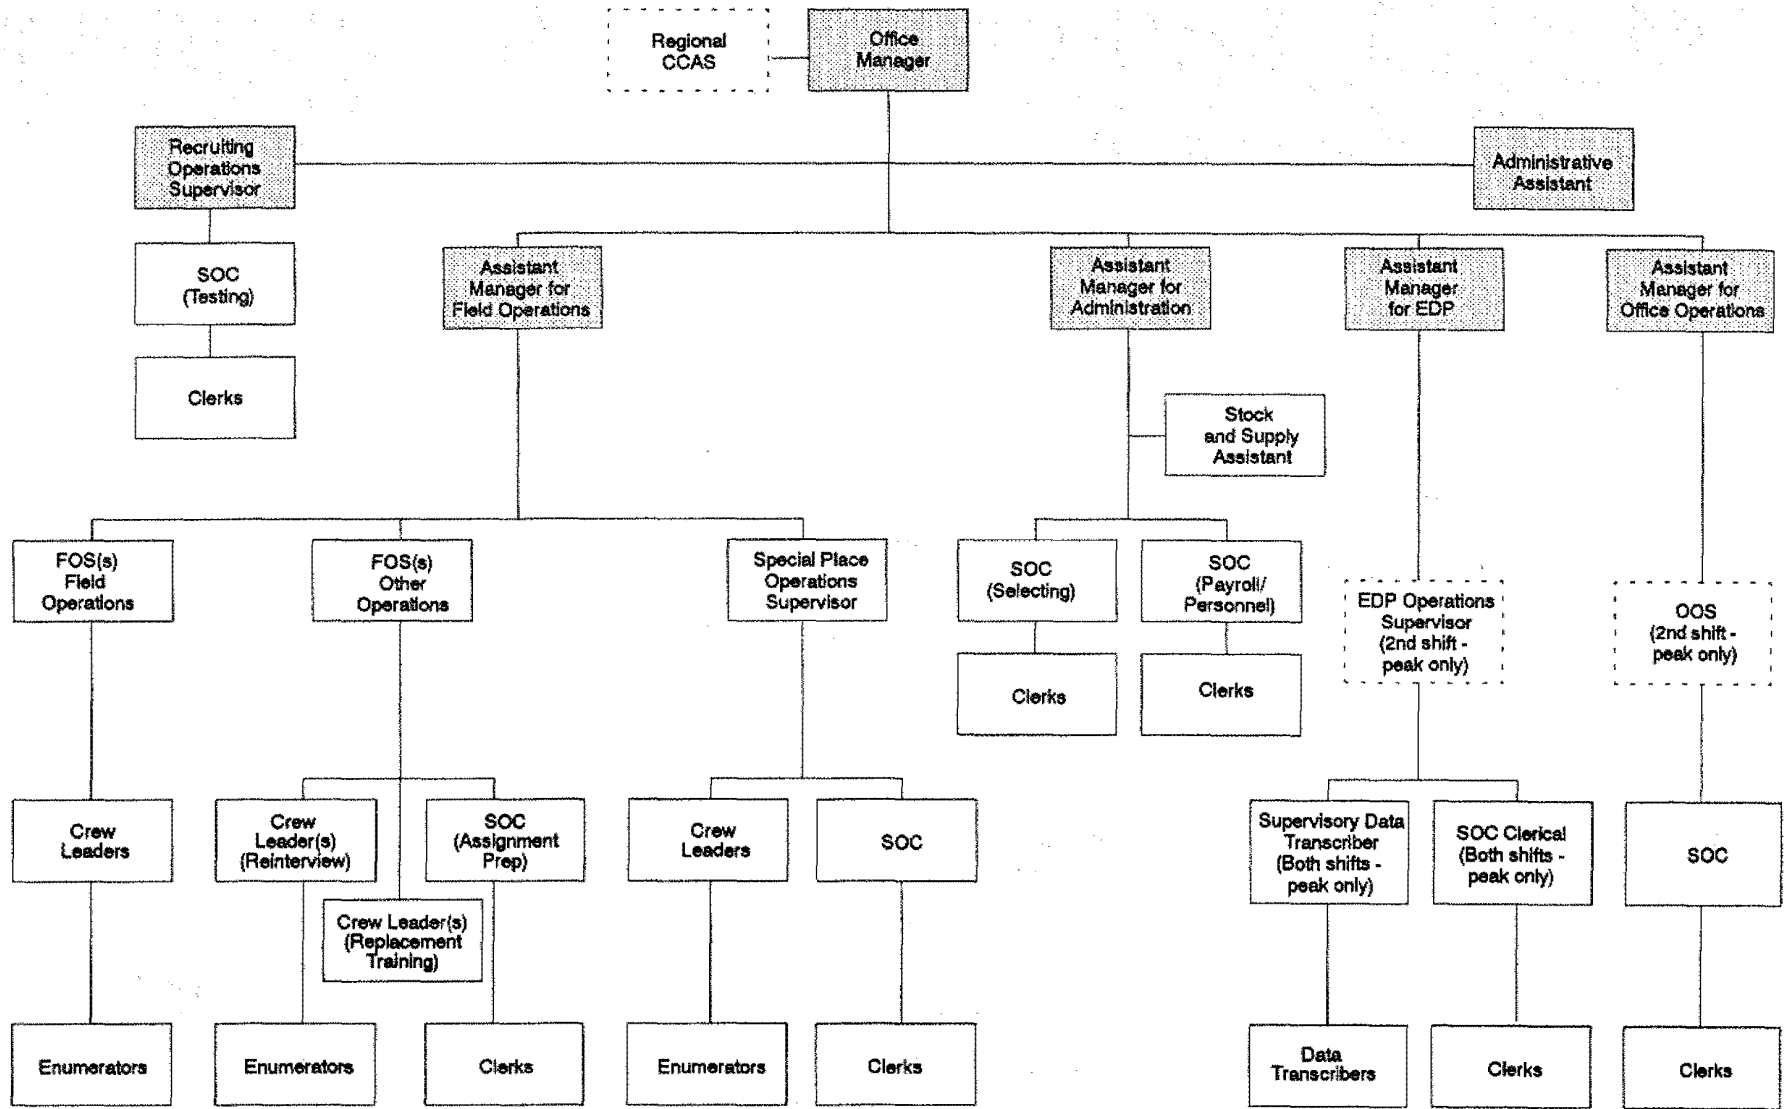 Regional
CCAS
Office
Manager
Recruiting
Operations
Supervisor
Administrative
Assistant
SOC
(Testing)
Clerks
Assistant
Manager for
Field Operations
Assistant
Manager for
Administration
Assistant
Manager
for EDP
Assistant
Manager for
Office Operations
Stock
and Supply
Assistant
FOS(s)
Field
Operations
FOS(s)
Other
Operations
Special Place
Operations
Supervisor
SOC
(Selecting)
SOC
(Payroll/
Personnel)
EDP Operations
Supervisor
(2nd shift -
peak only)
OOS
(2nd shift -
peak only)
Clerks
Clerks
Crew
Leaders
Crew
Leader(s)
(Reinterview)
SOC
(Assignment
Prep)
Crew
Leaders
SOC
Supervisory Data
Transcriber
(Both shifts -
peak only)
SOC Clerical
(Both shifts -
peak only)
SOC
Crew Leader(s)
(Replacement
Training)
Enumerators
Enumerators
Clerks
Enumerators
Clerks
Data
Transcribers
Clerks
Clerks